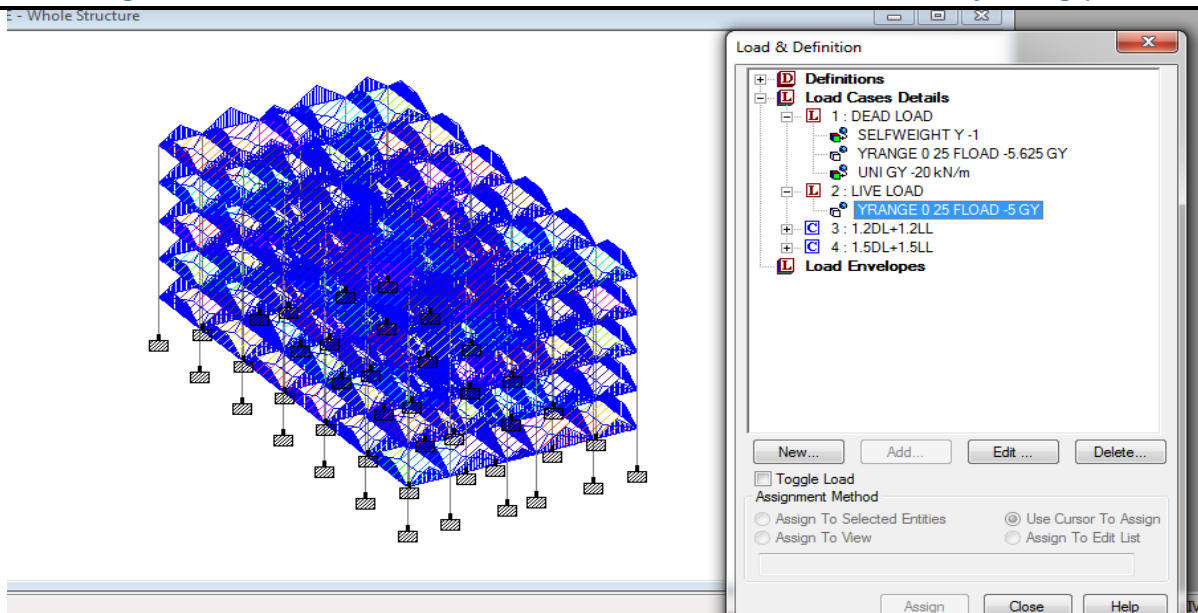 E - Whole Structure
Load & Definition
D Definitions
L Load Cases Details
L 1 : DEAD LOAD
SELFWEIGHT Y -1
YRANGE 0 25 FLOAD -5.625 GY
UNI GY -20 kN/m
L 2 : LIVE LOAD
YRANGE 0 25 FLOAD -5 GY
C 3 : 1.2DL+1.2LL
C 4 : 1.5DL+1.5LL
L Load Envelopes
New... Add... Edit ... Delete...
Toggle Load
Assignment Method
Assign To Selected Entities Use Cursor To Assign
Assign To View Assign To Edit List
Assign Close Help